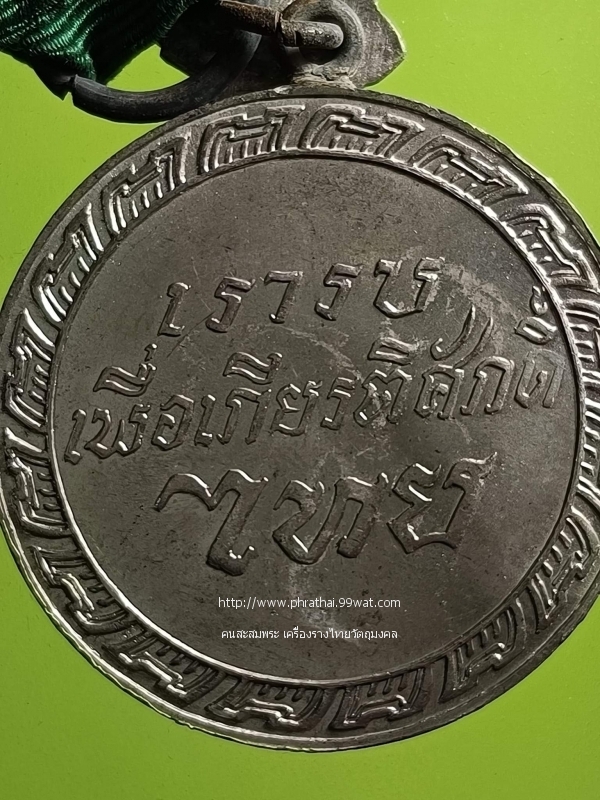 เรารบ
เพื่อเกียรติศักดิ์
ไทย
http://www.phrathai.99wat.com
คนสะสมพระ เครื่องรางไทยวัตถุมงคล